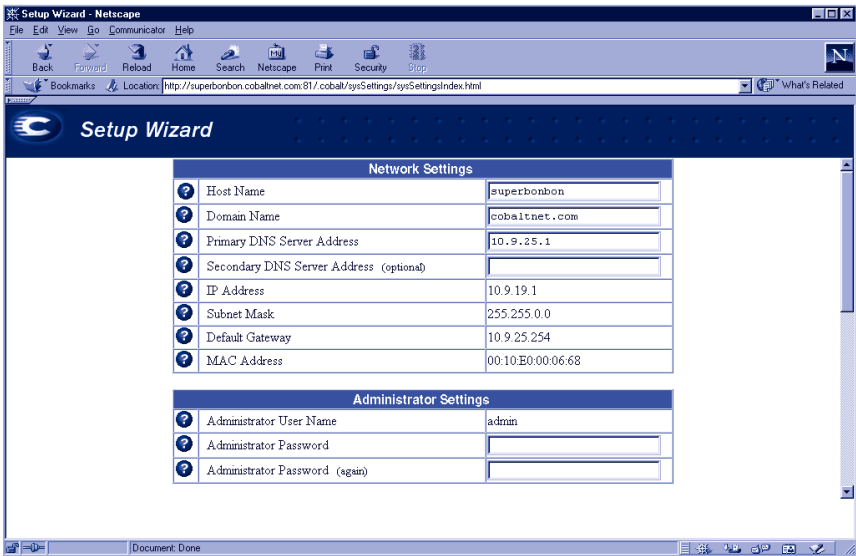 Setup Wizard - Netscape
File Edit View Go Communicator Help
Back Forward Reload Home Search Netscape Print Security Stop
Bookmarks Location: http://superbonbon.cobaltnet.com:81/.cobalt/sysSettings/sysSettingsIndex.html What's Related
Setup Wizard
Network Settings
Host Name superbonbon
Domain Name cobaltnet.com
Primary DNS Server Address 10.9.25.1
Secondary DNS Server Address (optional)
IP Address 10.9.19.1
Subnet Mask 255.255.0.0
Default Gateway 10.9.25.254
MAC Address 00:10:E0:00:06:68
Administrator Settings
Administrator User Name admin
Administrator Password
Administrator Password (again)
Document: Done